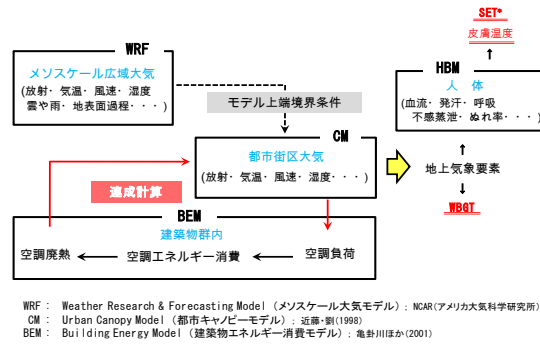 SET*
皮膚温度
WRF
メソスケール広域大気
(放射・気温・風速・湿度
雲や雨・地表面過程・・・)
HBM
人 体
(血流・発汗・呼吸
不感蒸泄・ぬれ率・・・)
モデル上端境界条件
CM
都市街区大気
(放射・気温・風速・湿度・・・)
地上気象要素
連成計算
WBGT
BEM
建築物群内
空調廃熱
空調エネルギー消費
空調負荷
WRF : Weather Research & Forecasting Model (メソスケール大気モデル) ; NCAR(アメリカ大気科学研究所)
CM : Urban Canopy Model (都市キャノピーモデル) ; 近藤・劉(1998)
BEM : Building Energy Model (建築物エネルギー消費モデル) ; 亀卦川ほか(2001)